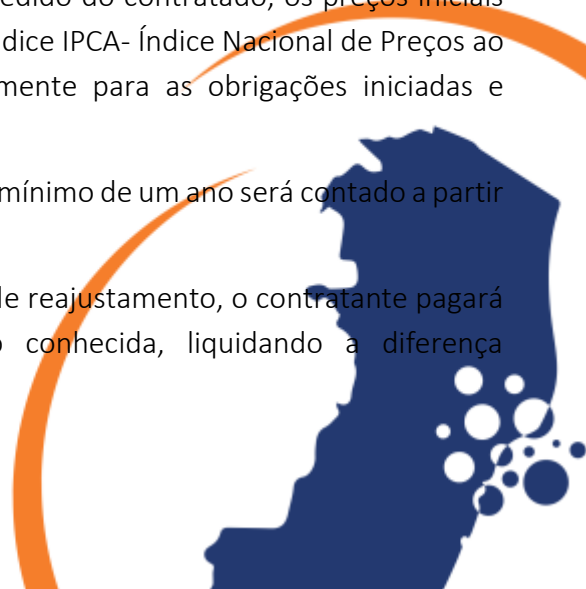 edido do contratado, os preços iniciais
dice IPCA- Índice Nacional de Preços ao
mente para as obrigações iniciadas e
mínimo de um ano será contado a partir
de reajustamento, o contratante pagará
conhecida, liquidando a diferença